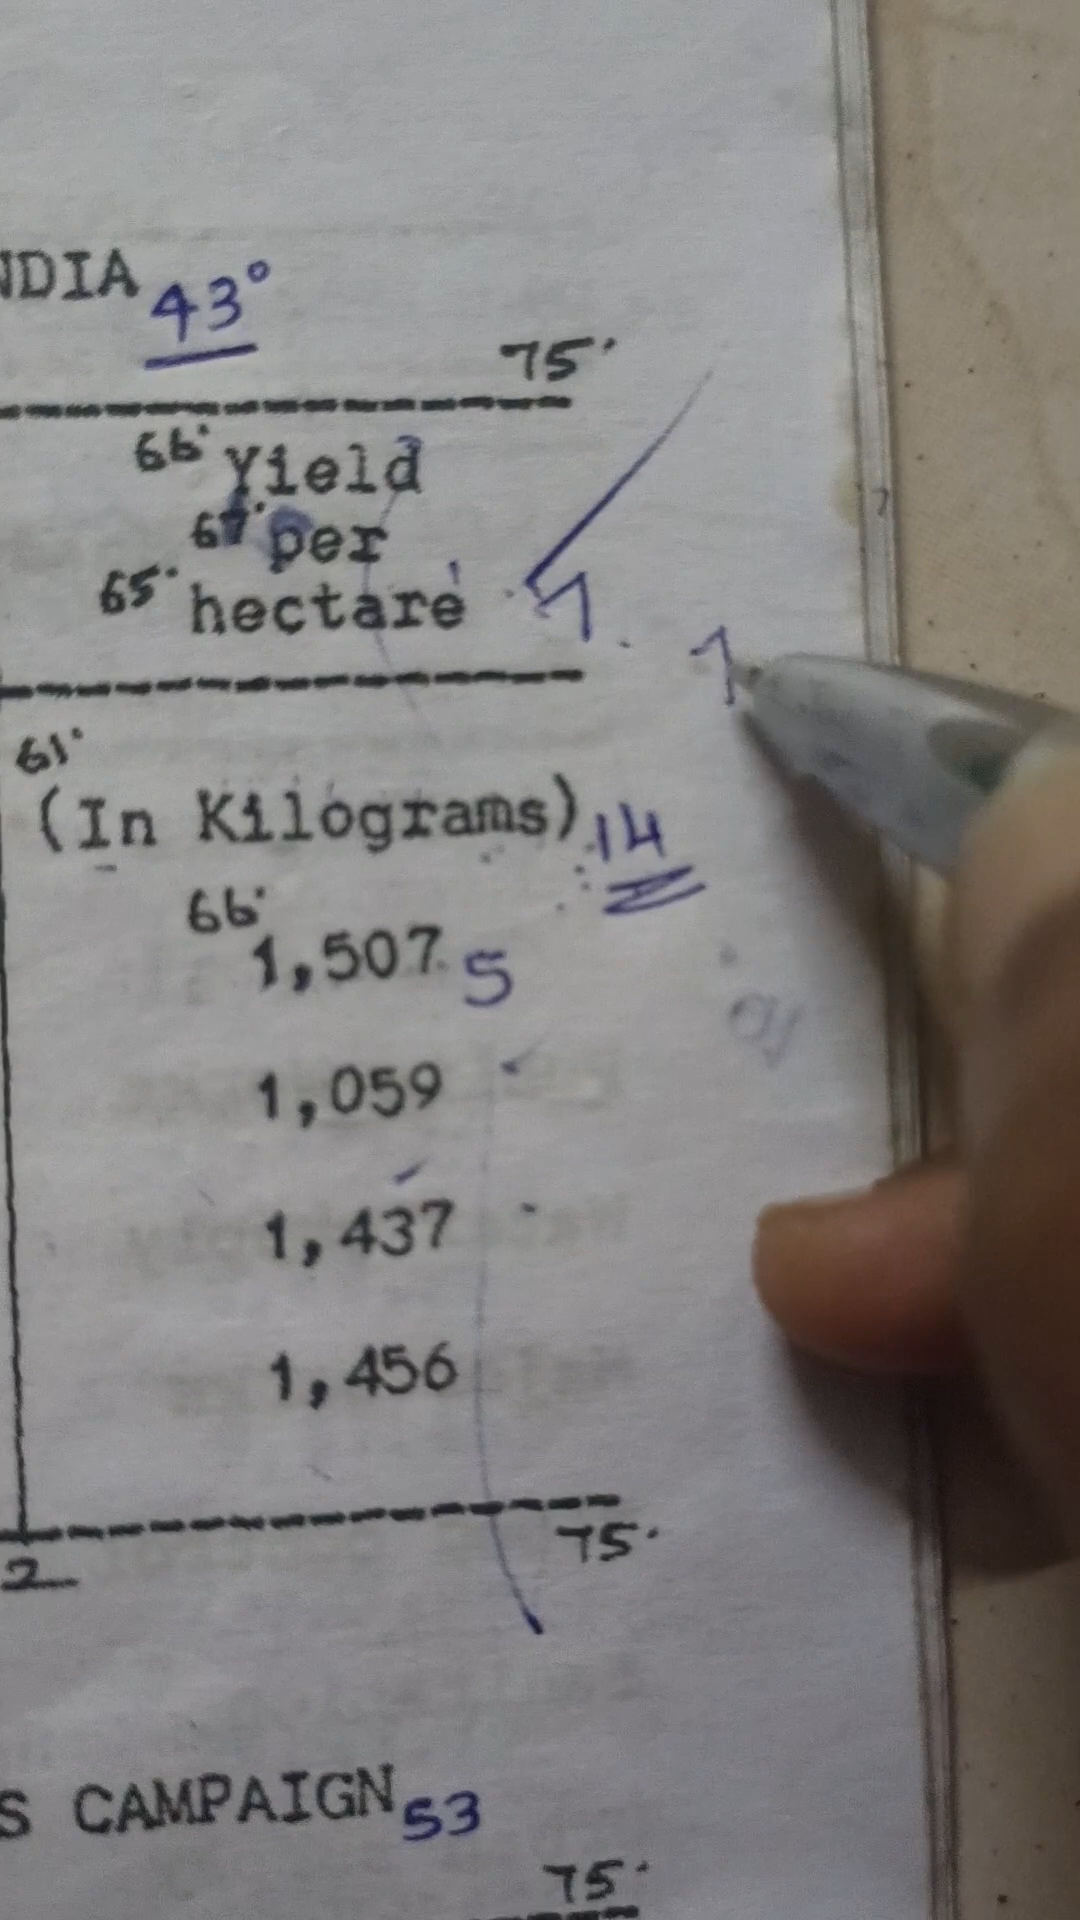 NDIA 43°
75.
66. Yield
67. per
65. hectare 7
7
61.
(In Kilograms) 14
66.
1,507 5
1,059
1,437
1,456
75.
2
S CAMPAIGN 53
75.